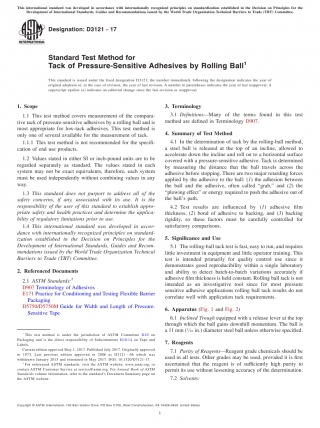 This international standard was developed in accordance with internationally recognized principles on standardization established in the Decision on Principles for the
Development of International Standards, Guides and Recommendations issued by the World Trade Organization Technical Barriers to Trade (TBT) Committee.
Designation: D3121 − 17
INTERNATIONAL
Standard Test Method for
Tack of Pressure-Sensitive Adhesives by Rolling Ball1
This standard is issued under the fixed designation D3121; the number immediately following the designation indicates the year of
original adoption or, in the case of revision, the year of last revision. A number in parentheses indicates the year of last reapproval. A
superscript epsilon (ε) indicates an editorial change since the last revision or reapproval.
1. Scope
1.1 This test method covers measurement of the compara-
tive tack of pressure-sensitive adhesives by a rolling ball and is
most appropriate for low-tack adhesives. This test method is
only one of several available for the measurement of tack.
1.1.1 This test method is not recommended for the specifi-
cation of end use products.
1.2 Values stated in either SI or inch-pound units are to be
regarded separately as standard. The values stated in each
system may not be exact equivalents, therefore, each system
must be used independently without combining values in any
way.
1.3 This standard does not purport to address all of the
safety concerns, if any, associated with its use. It is the
responsibility of the user of this standard to establish appro-
priate safety and health practices and determine the applica-
bility of regulatory limitations prior to use.
1.4 This international standard was developed in accor-
dance with internationally recognized principles on standard-
ization established in the Decision on Principles for the
Development of International Standards, Guides and Recom-
mendations issued by the World Trade Organization Technical
Barriers to Trade (TBT) Committee.
2. Referenced Documents
2.1 ASTM Standards:2
D907 Terminology of Adhesives
E171 Practice for Conditioning and Testing Flexible Barrier
Packaging
D5750/D5750M Guide for Width and Length of Pressure-
Sensitive Tape
1 This test method is under the jurisdiction of ASTM Committee D10 on
Packaging and is the direct responsibility of Subcommittee D10.14 on Tape and
Labels.
Current edition approved May 1, 2017. Published July 2017. Originally approved
in 1973. Last previous edition approved in 2006 as D3121 – 06 which was
withdrawn January 2015 and reinstated in May 2017. DOI: 10.1520/D3121-17.
2 For referenced ASTM standards, visit the ASTM website, www.astm.org, or
contact ASTM Customer Service at service@astm.org. For Annual Book of ASTM
Standards volume information, refer to the standard's Document Summary page on
the ASTM website.
3. Terminology
3.1 Definitions—Many of the terms found in this test
method are defined in Terminology D907.
4. Summary of Test Method
4.1 In the determination of tack by the rolling-ball method,
a steel ball is released at the top of an incline, allowed to
accelerate down the incline and roll on to a horizontal surface
covered with a pressure-sensitive adhesive. Tack is determined
by measuring the distance that the ball travels across the
adhesive before stopping. There are two major retarding forces
applied by the adhesive to the ball: (1) the adhesion between
the ball and the adhesive, often called "grab," and (2) the
"plowing effect" or energy required to push the adhesive out of
the ball's path.
4.2 Test results are influenced by (1) adhesive film
thickness, (2) bond of adhesive to backing, and (3) backing
rigidity, so these factors must be carefully controlled for
satisfactory comparisons.
5. Significance and Use
5.1 The rolling ball tack test is fast, easy to run, and requires
little investment in equipment and little operator training. This
test is intended primarily for quality control use since it
demonstrates good reproducibility within a single laboratory
and ability to detect batch-to-batch variations accurately if
adhesive film thickness is held constant. Rolling ball tack is not
intended as an investigative tool since for most pressure
sensitive adhesive applications rolling ball tack results do not
correlate well with application tack requirements.
6. Apparatus (Fig. 1 and Fig. 2)
6.1 Inclined Trough equipped with a release lever at the top
through which the ball gains downhill momentum. The ball is
a 11 mm (7⁄16 in.) diameter steel ball unless otherwise specified.
7. Reagents
7.1 Purity of Reagents—Reagent grade chemicals should be
used in all tests. Other grades may be used, provided it is first
ascertained that the reagent is of sufficiently high purity to
permit its use without lessening accuracy of the determination.
7.2 Solvents:
Copyright © ASTM International, 100 Barr Harbor Drive, PO Box C700, West Conshohocken, PA 19428-2959. United States
1